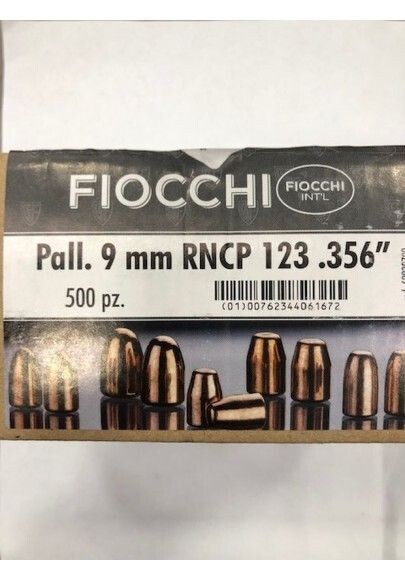 FIOCCHI
FIOCCHI
INT'L
Pall. 9 mm RNCP 123 .356”
500 pz.
(01)00762344061672